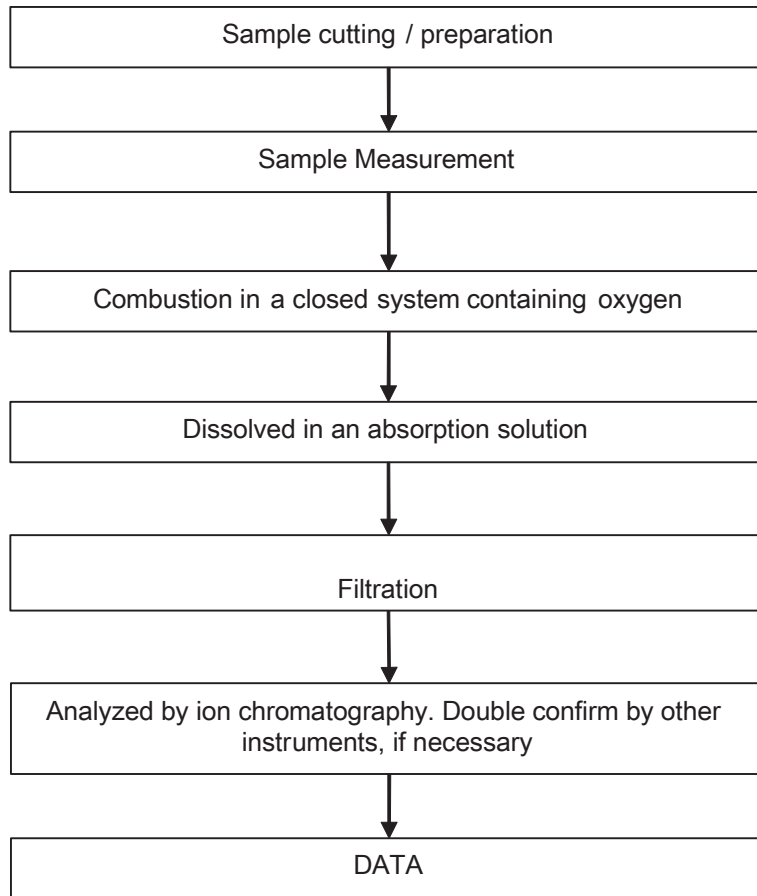 Sample cutting / preparation
Sample Measurement
Combustion in a closed system containing oxygen
Dissolved in an absorption solution
Filtration
Analyzed by ion chromatography. Double confirm by other
instruments, if necessary
DATA